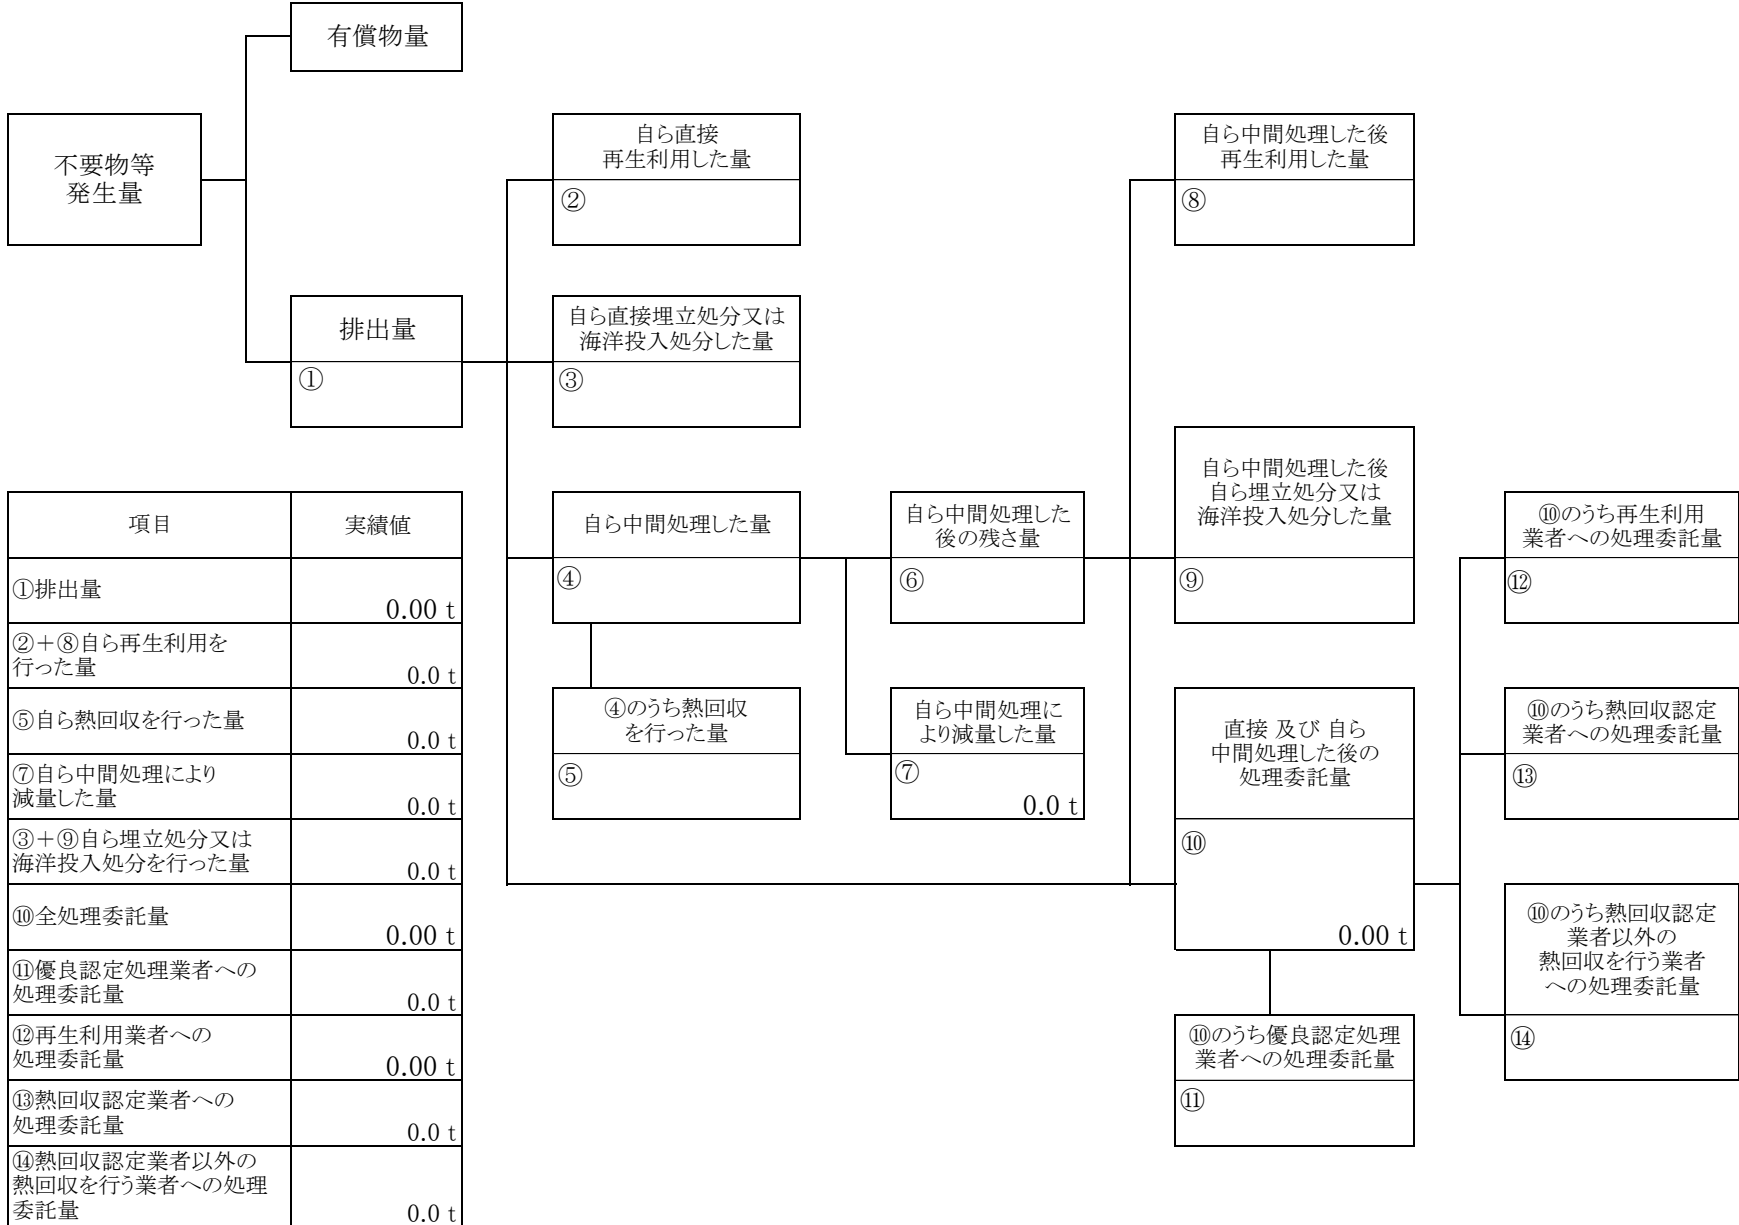 有償物量
不要物等
発生量
自ら直接
再生利用した量
②
自ら中間処理した後
再生利用した量
⑧
排出量
①
自ら直接埋立処分又は
海洋投入処分した量
③
自ら中間処理した量
④
自ら中間処理した
後の残さ量
⑥
自ら中間処理した後
自ら埋立処分又は
海洋投入処分した量
⑨
⑩のうち再生利用
業者への処理委託量
⑫
④のうち熱回収
を行った量
⑤
自ら中間処理に
より減量した量
⑦
0.0 t
直接 及び 自ら
中間処理した後の
処理委託量
⑩
0.00 t
⑩のうち熱回収認定
業者への処理委託量
⑬
⑩のうち熱回収認定
業者以外の
熱回収を行う業者
への処理委託量
⑭
⑩のうち優良認定処理
業者への処理委託量
⑪
項目 実績値
①排出量
0.00 t
②＋⑧自ら再生利用を
行った量
0.0 t
⑤自ら熱回収を行った量
0.0 t
⑦自ら中間処理により
減量した量
0.0 t
③＋⑨自ら埋立処分又は
海洋投入処分を行った量
0.0 t
⑩全処理委託量
0.00 t
⑪優良認定処理業者への
処理委託量
0.0 t
⑫再生利用業者への
処理委託量
0.00 t
⑬熱回収認定業者への
処理委託量
0.0 t
⑭熱回収認定業者以外の
熱回収を行う業者への処理
委託量
0.0 t